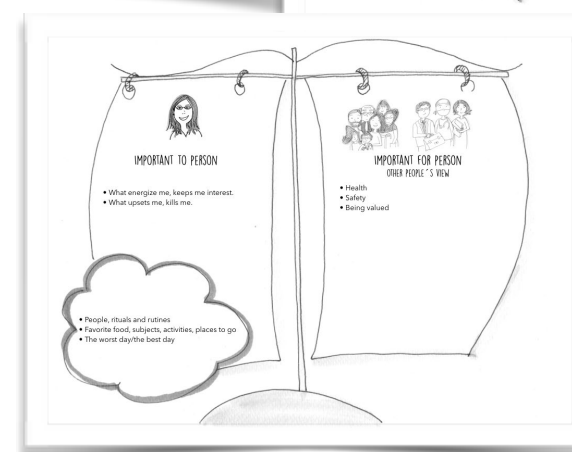 IMPORTANT TO PERSON
• What energize me, keeps me interest.
• What upsets me, kills me.
• People, rituals and rutines
• Favorite food, subjects, activities, places to go
• The worst day/the best day
IMPORTANT FOR PERSON
OTHER PEOPLE´S VIEW
• Health
• Safety
• Being valued